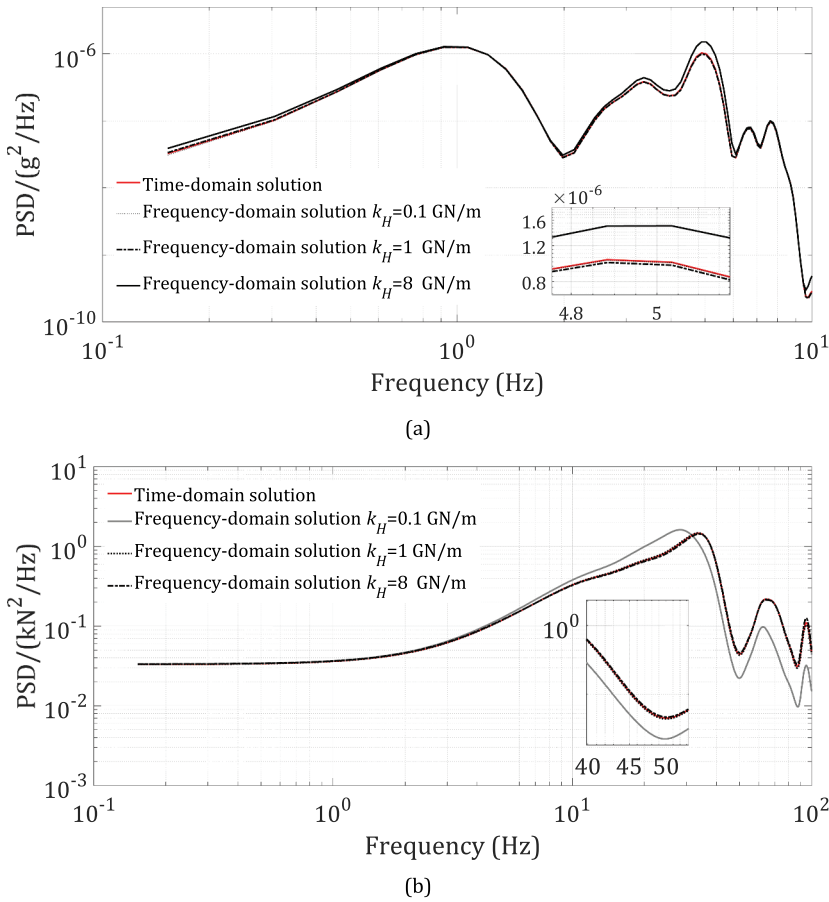 10^-6
PSD/(g^2/Hz)
Time-domain solution
Frequency-domain solution k_H=0.1 GN/m
Frequency-domain solution k_H=1 GN/m
Frequency-domain solution k_H=8 GN/m
×10^-6
1.6
1.2
0.8
4.8 5
10^-10
10^-1 10^0 10^1
Frequency (Hz)
(a)
10^1
Time-domain solution
Frequency-domain solution k_H=0.1 GN/m
10^0
Frequency-domain solution k_H=1 GN/m
Frequency-domain solution k_H=8 GN/m
PSD/(kN^2/Hz)
10^0
10^-1
10^-2
40 45 50
10^-3
10^-1 10^0 10^1 10^2
Frequency (Hz)
(b)